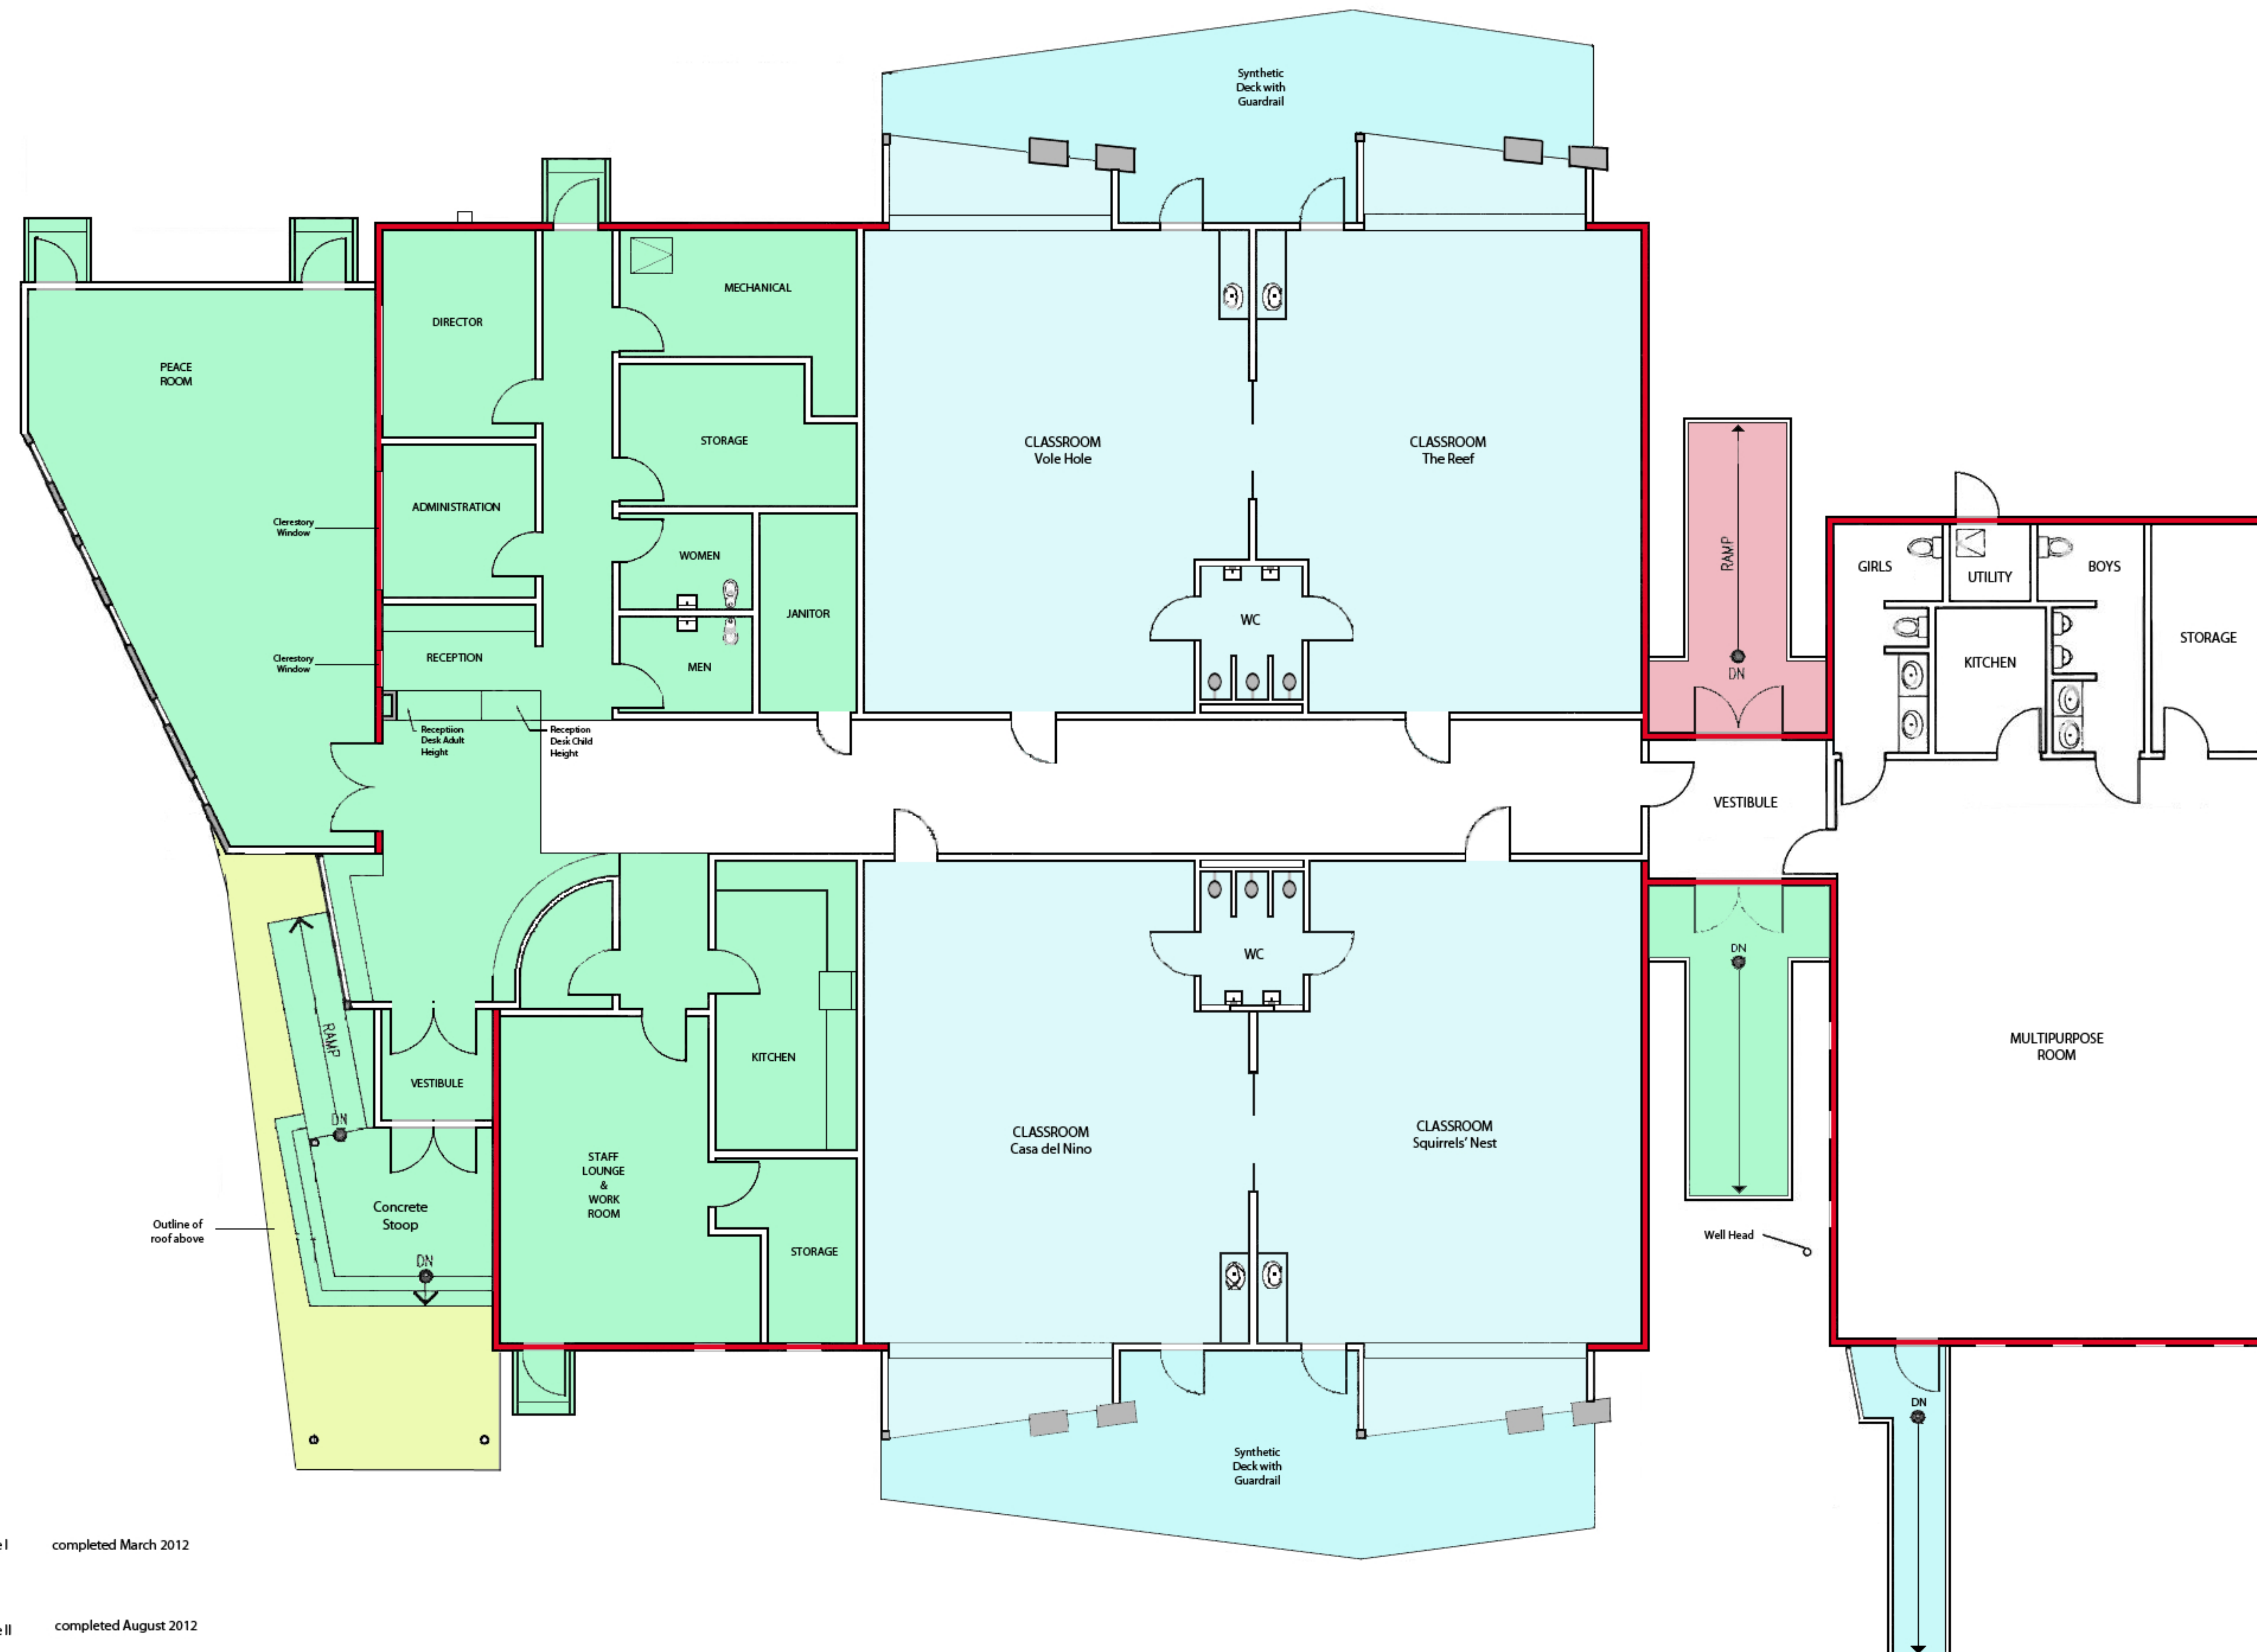 Synthetic
Deck with
Guardrail
MECHANICAL
DIRECTOR
PEACE
ROOM
STORAGE
CLASSROOM
Vole Hole
CLASSROOM
The Reef
ADMINISTRATION
Clerestory
Window
WOMEN
RAMP
GIRLS
UTILITY
BOYS
JANITOR
WC
STORAGE
Clerestory
Window
RECEPTION
MEN
KITCHEN
DN
Receptiion
Desk Adult
Height
Reception
Desk Child
Height
VESTIBULE
DN
WC
RAMP
KITCHEN
MULTIPURPOSE
ROOM
VESTIBULE
DN
CLASSROOM
Casa del Nino
CLASSROOM
Squirrels' Nest
STAFF
LOUNGE
&
WORK
ROOM
Concrete
Stoop
Outline of
roof above
Well Head
STORAGE
DN
DN
Synthetic
Deck with
Guardrail
e I completed March 2012
e II completed August 2012